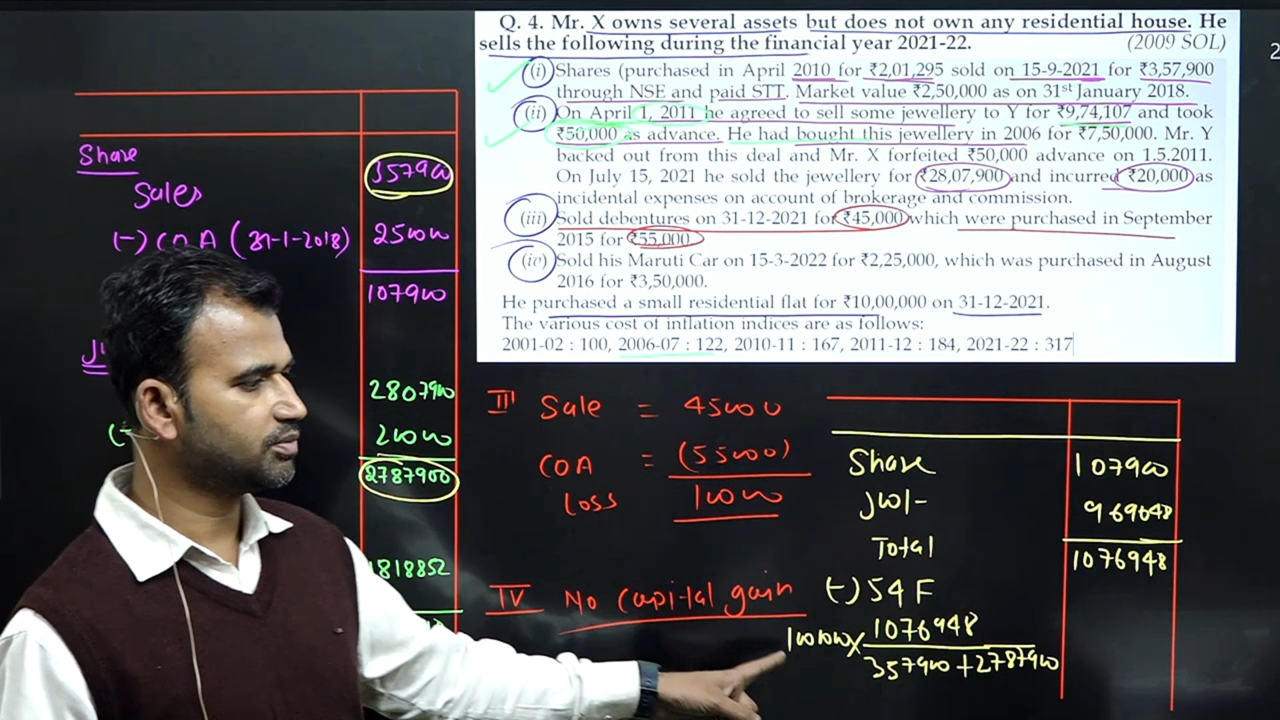 Q. 4. Mr. X owns several assets but does not own any residential house. He
sells the following during the financial year 2021-22. (2009 SOL)
(i) Shares (purchased in April 2010 for ₹2,01,295 sold on 15-9-2021 for ₹3,57,900
through NSE and paid STT. Market value ₹2,50,000 as on 31st January 2018.
(ii) On April 1, 2011 he agreed to sell some jewellery to Y for ₹9,74,107 and took
₹50,000 as advance. He had bought this jewellery in 2006 for ₹7,50,000. Mr. Y
backed out from this deal and Mr. X forfeited ₹50,000 advance on 1.5.2011.
On July 15, 2021 he sold the jewellery for ₹28,07,900 and incurred ₹20,000 as
incidental expenses on account of brokerage and commission.
(iii) Sold debentures on 31-12-2021 for ₹45,000 which were purchased in September
2015 for ₹55,000.
(iv) Sold his Maruti Car on 15-3-2022 for ₹2,25,000, which was purchased in August
2016 for ₹3,50,000.
He purchased a small residential flat for ₹10,00,000 on 31-12-2021.
The various cost of inflation indices are as follows:
2001-02 : 100, 2006-07 : 122, 2010-11 : 167, 2011-12 : 184, 2021-22 : 317
2
Share
Sales 357900
(-) COA (31-1-2018) 250000
107900
2807900
(-) 20000
2787900
1818852
III Sale = 45000
COA = (55000)
Loss 10000
IV No capital gain
Share 107900
Jwl- 969048
Total 1076948
(-) 54F
1000000 × 1076948
357900 + 2787900